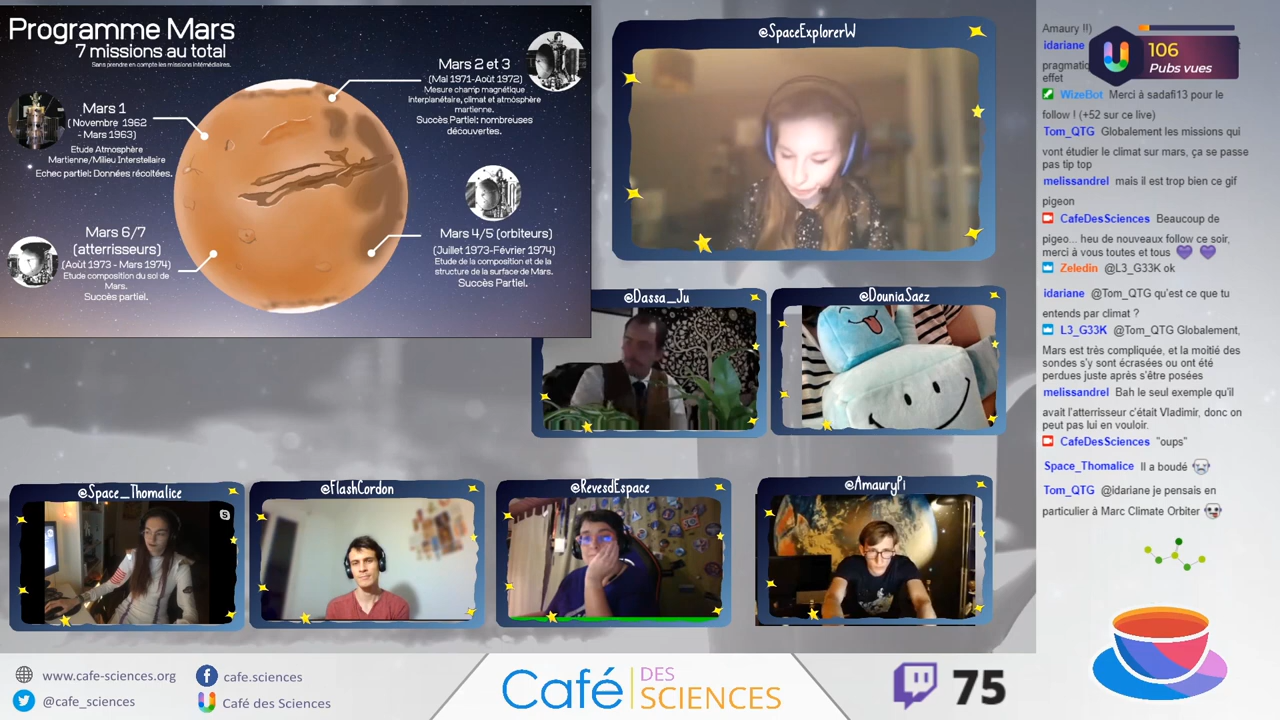 Programme Mars
7 missions au total
Sans prendre en compte les missions intémédiaires.
Mars 1
( Novembre 1962
- Mars 1963)
Etude Atmosphère
Martienne/Milieu Interstellaire
Echec partiel: Données récoltées.
Mars 2 et 3
(Mai 1971-Août 1972)
Mesure champ magnétique
interplanétaire, climat et atmosphère
martienne.
Succès Partiel: nombreuses
découvertes.
Mars 6/7
(atterrisseurs)
(Août 1973 - Mars 1974)
Etude composition du sol de
Mars.
Succès partiel.
Mars 4/5 (orbiteurs)
(Juillet 1973-Février 1974)
Etude de la composition et de la
structure de la surface de Mars.
Succès Partiel.
@SpaceExplorerW
@Dassa_Ju
@DouniaSaez
@Space_Thomalice
@FlashCordon
@RevesdEspace
@AmauryPi
Amaury !!)
idariane
pragmatiq
effet
106
Pubs vues
WizeBot Merci à sadafi13 pour le
follow ! (+52 sur ce live)
Tom_QTG Globalement les missions qui
vont étudier le climat sur mars, ça se passe
pas tip top
melissandrel mais il est trop bien ce gif
pigeon
CafeDesSciences Beaucoup de
pigeo... heu de nouveaux follow ce soir,
merci à vous toutes et tous
Zeledin @L3_G33K ok
idariane @Tom_QTG qu'est ce que tu
entends par climat ?
L3_G33K @Tom_QTG Globalement,
Mars est très compliquée, et la moitié des
sondes s'y sont écrasées ou ont été
perdues juste après s'être posées
melissandrel Bah le seul exemple qu'il
avait l'atterrisseur c'était Vladimir, donc on
peut pas lui en vouloir.
CafeDesSciences "oups"
Space_Thomalice Il a boudé
Tom_QTG @idariane je pensais en
particulier à Marc Climate Orbiter
www.cafe-sciences.org
cafe.sciences
@cafe_sciences
Café des Sciences
Café DES SCIENCES
75